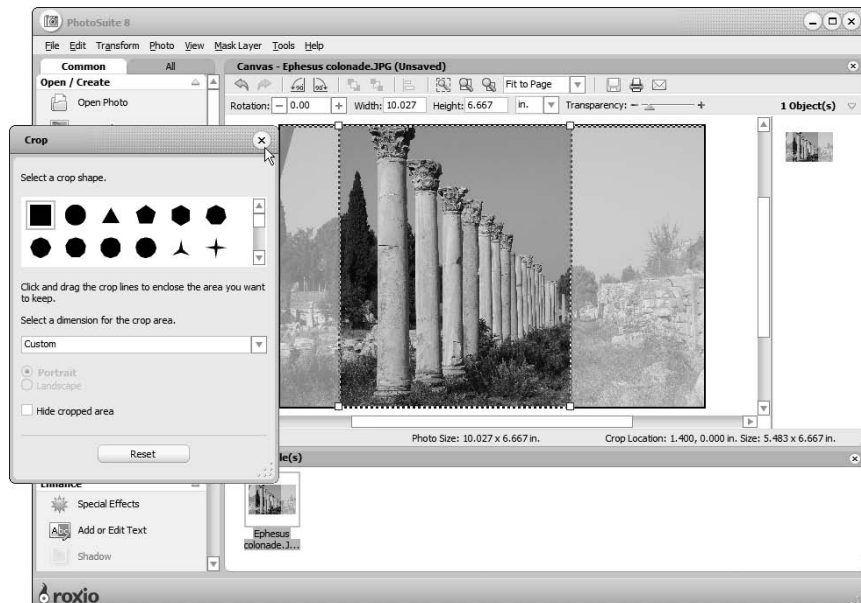 PhotoSuite 8
File Edit Transform Photo View Mask Layer Tools Help
Common All
Canvas - Ephesus colonade.JPG (Unsaved)
Open / Create
Open Photo
+90 +90 Fit to Page
Rotation: 0.00 Width: 10.027 Height: 6.667 in. Transparency:
1 Object(s)
Crop
Select a crop shape.
Click and drag the crop lines to enclose the area you want
to keep.
Select a dimension for the crop area.
Custom
Portrait
Landscape
Hide cropped area
Reset
Photo Size: 10.027 x 6.667 in.
Crop Location: 1.400, 0.000 in. Size: 5.483 x 6.667 in.
Enhance
Special Effects
Add or Edit Text
Shadow
Ephesus
colonade.J...
roxio